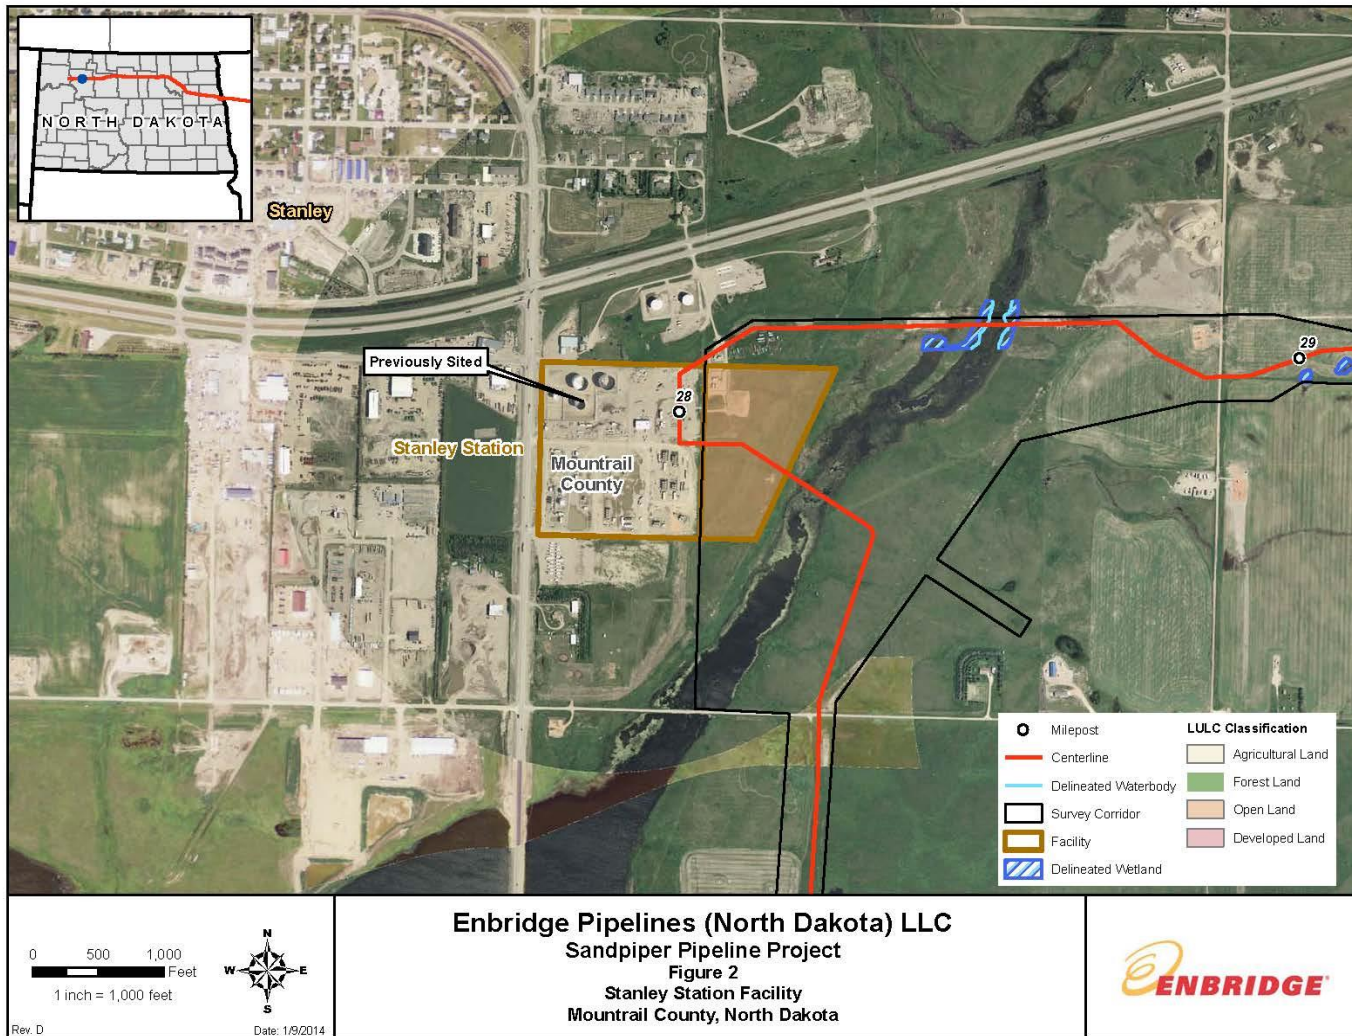 NORTH DAKOTA
Stanley
Previously Sited
28
29
Stanley Station
Mountrail
County
Milepost
Centerline
Delineated Waterbody
Survey Corridor
Facility
Delineated Wetland
LULC Classification
Agricultural Land
Forest Land
Open Land
Developed Land
0 500 1,000
Feet
1 inch = 1,000 feet
N
W E
S
Rev. D
Date: 1/9/2014
Enbridge Pipelines (North Dakota) LLC
Sandpiper Pipeline Project
Figure 2
Stanley Station Facility
Mountrail County, North Dakota
ENBRIDGE®